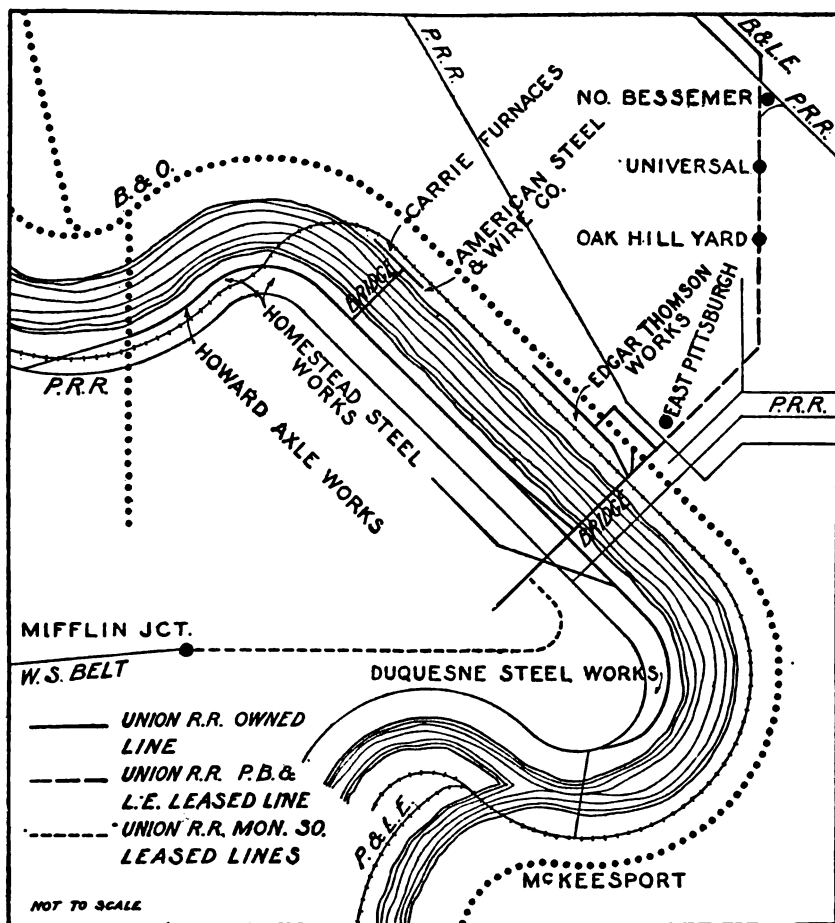 P.R.R.
B.&L.E.
NO. BESSEMER
P.R.R.
UNIVERSAL
OAK HILL YARD
B.&O.
CARRIE FURNACES
AMERICAN STEEL
& WIRE CO.
BRIDGE
HOMESTEAD STEEL
WORKS
HOWARD AXLE WORKS
P.R.R.
EDGAR THOMSON
WORKS
EAST PITTSBURGH
P.R.R.
BRIDGE
MIFFLIN JCT.
W.S. BELT
DUQUESNE STEEL WORKS
UNION R.R. OWNED
LINE
UNION R.R. P.B.&
L.E. LEASED LINE
UNION R.R. MON. SO.
LEASED LINES
P.&L.E.
McKEESPORT
NOT TO SCALE